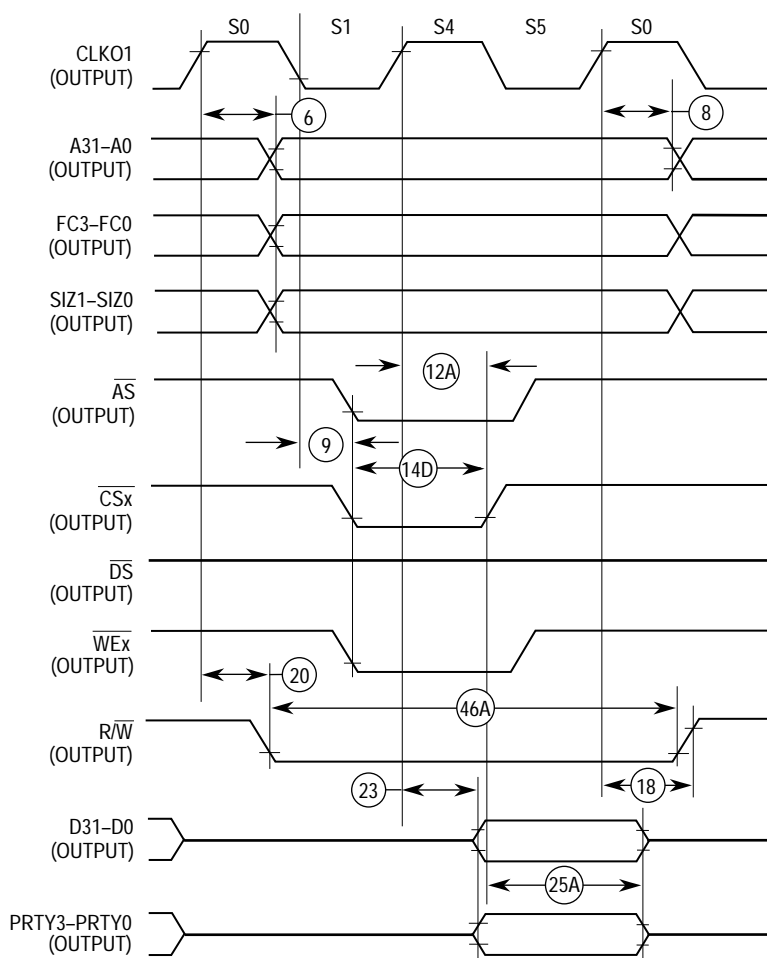 S0 S1 S4 S5 S0
CLKO1
(OUTPUT)
6 8
A31–A0
(OUTPUT)
FC3–FC0
(OUTPUT)
SIZ1–SIZ0
(OUTPUT)
12A
AS
(OUTPUT)
9
14D
CSx
(OUTPUT)
DS
(OUTPUT)
WEx
(OUTPUT)
20
46A
R/W
(OUTPUT)
23 18
D31–D0
(OUTPUT)
25A
PRTY3–PRTY0
(OUTPUT)